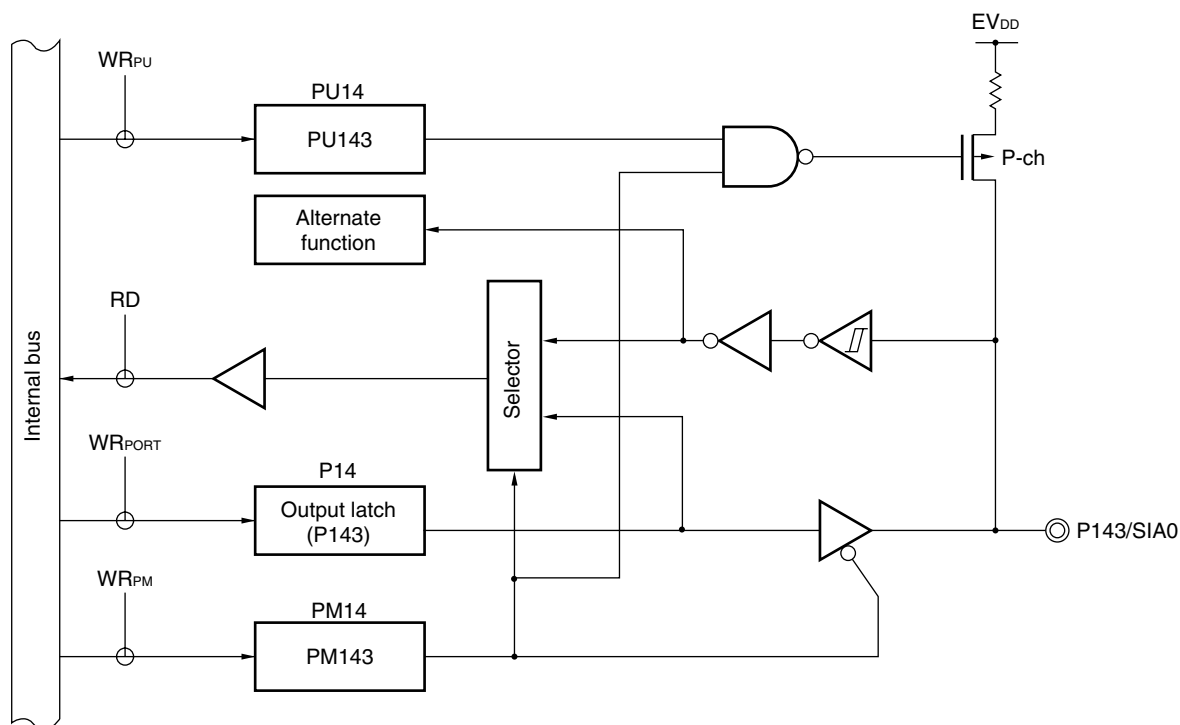 EVDD
WRPU
PU14
PU143
P-ch
Alternate
function
RD
Selector
Internal bus
WRPORT
P14
Output latch
(P143)
P143/SIA0
WRPM
PM14
PM143